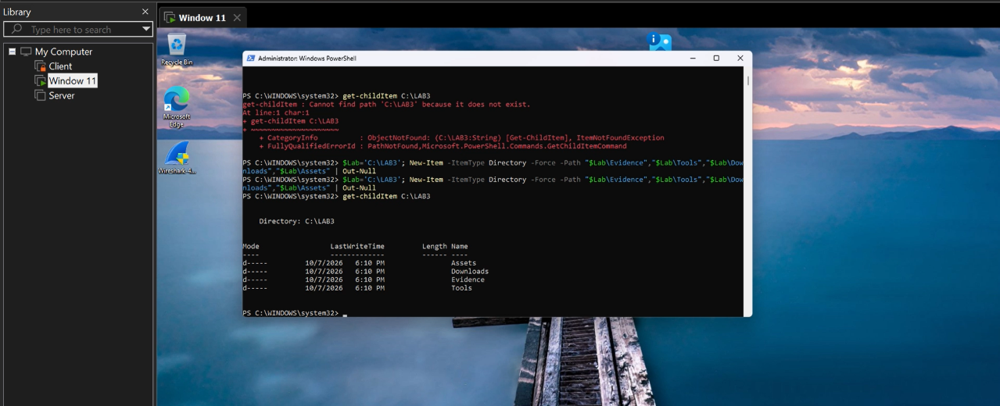 Library
Type here to search
My Computer
Client
Window 11
Server
Window 11
Recycle Bin
Microsoft
Edge
Wireshark-4...
Administrator: Windows PowerShell
PS C:\WINDOWS\system32> get-childItem C:\LAB3
get-childItem : Cannot find path 'C:\LAB3' because it does not exist.
At line:1 char:1
+ get-childItem C:\LAB3
+ ~~~~~~~~~~~~~~~~~~~~~
+ CategoryInfo : ObjectNotFound: (C:\LAB3:String) [Get-ChildItem], ItemNotFoundException
+ FullyQualifiedErrorId : PathNotFound,Microsoft.PowerShell.Commands.GetChildItemCommand
PS C:\WINDOWS\system32> $Lab='C:\LAB3'; New-Item -ItemType Directory -Force -Path "$Lab\Evidence","$Lab\Tools","$Lab\Dow
nloads","$Lab\Assets" | Out-Null
PS C:\WINDOWS\system32> $Lab='C:\LAB3'; New-Item -ItemType Directory -Force -Path "$Lab\Evidence","$Lab\Tools","$Lab\Dow
nloads","$Lab\Assets" | Out-Null
PS C:\WINDOWS\system32> get-childItem C:\LAB3
Directory: C:\LAB3
Mode LastWriteTime Length Name
---- ------------- ------ ----
d----- 10/7/2026 6:10 PM Assets
d----- 10/7/2026 6:10 PM Downloads
d----- 10/7/2026 6:10 PM Evidence
d----- 10/7/2026 6:10 PM Tools
PS C:\WINDOWS\system32>